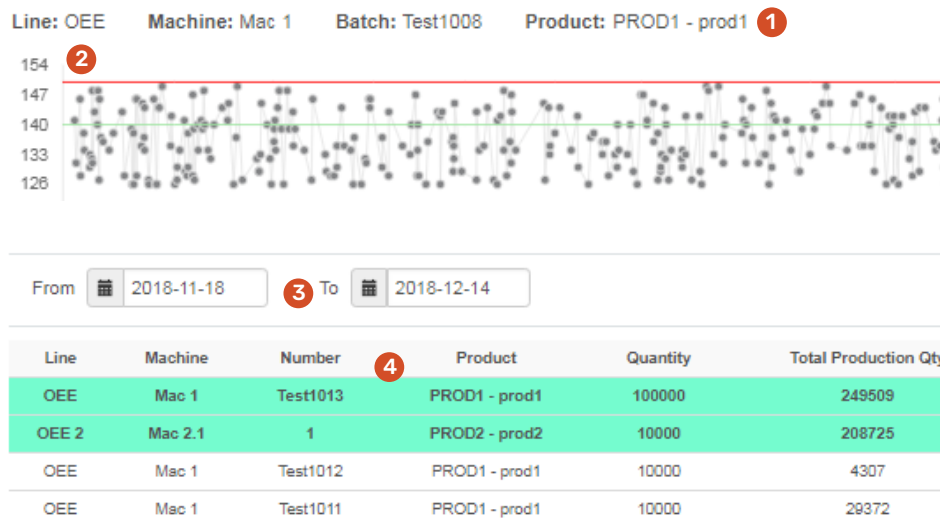 Line: OEE Machine: Mac 1 Batch: Test1008 Product: PROD1 - prod1 1
2
154
147
140
133
126
From 2018-11-18 3 To 2018-12-14
Line Machine Number 4 Product Quantity Total Production Qty
OEE Mac 1 Test1013 PROD1 - prod1 100000 249509
OEE 2 Mac 2.1 1 PROD2 - prod2 10000 208725
OEE Mac 1 Test1012 PROD1 - prod1 10000 4307
OEE Mac 1 Test1011 PROD1 - prod1 10000 29372